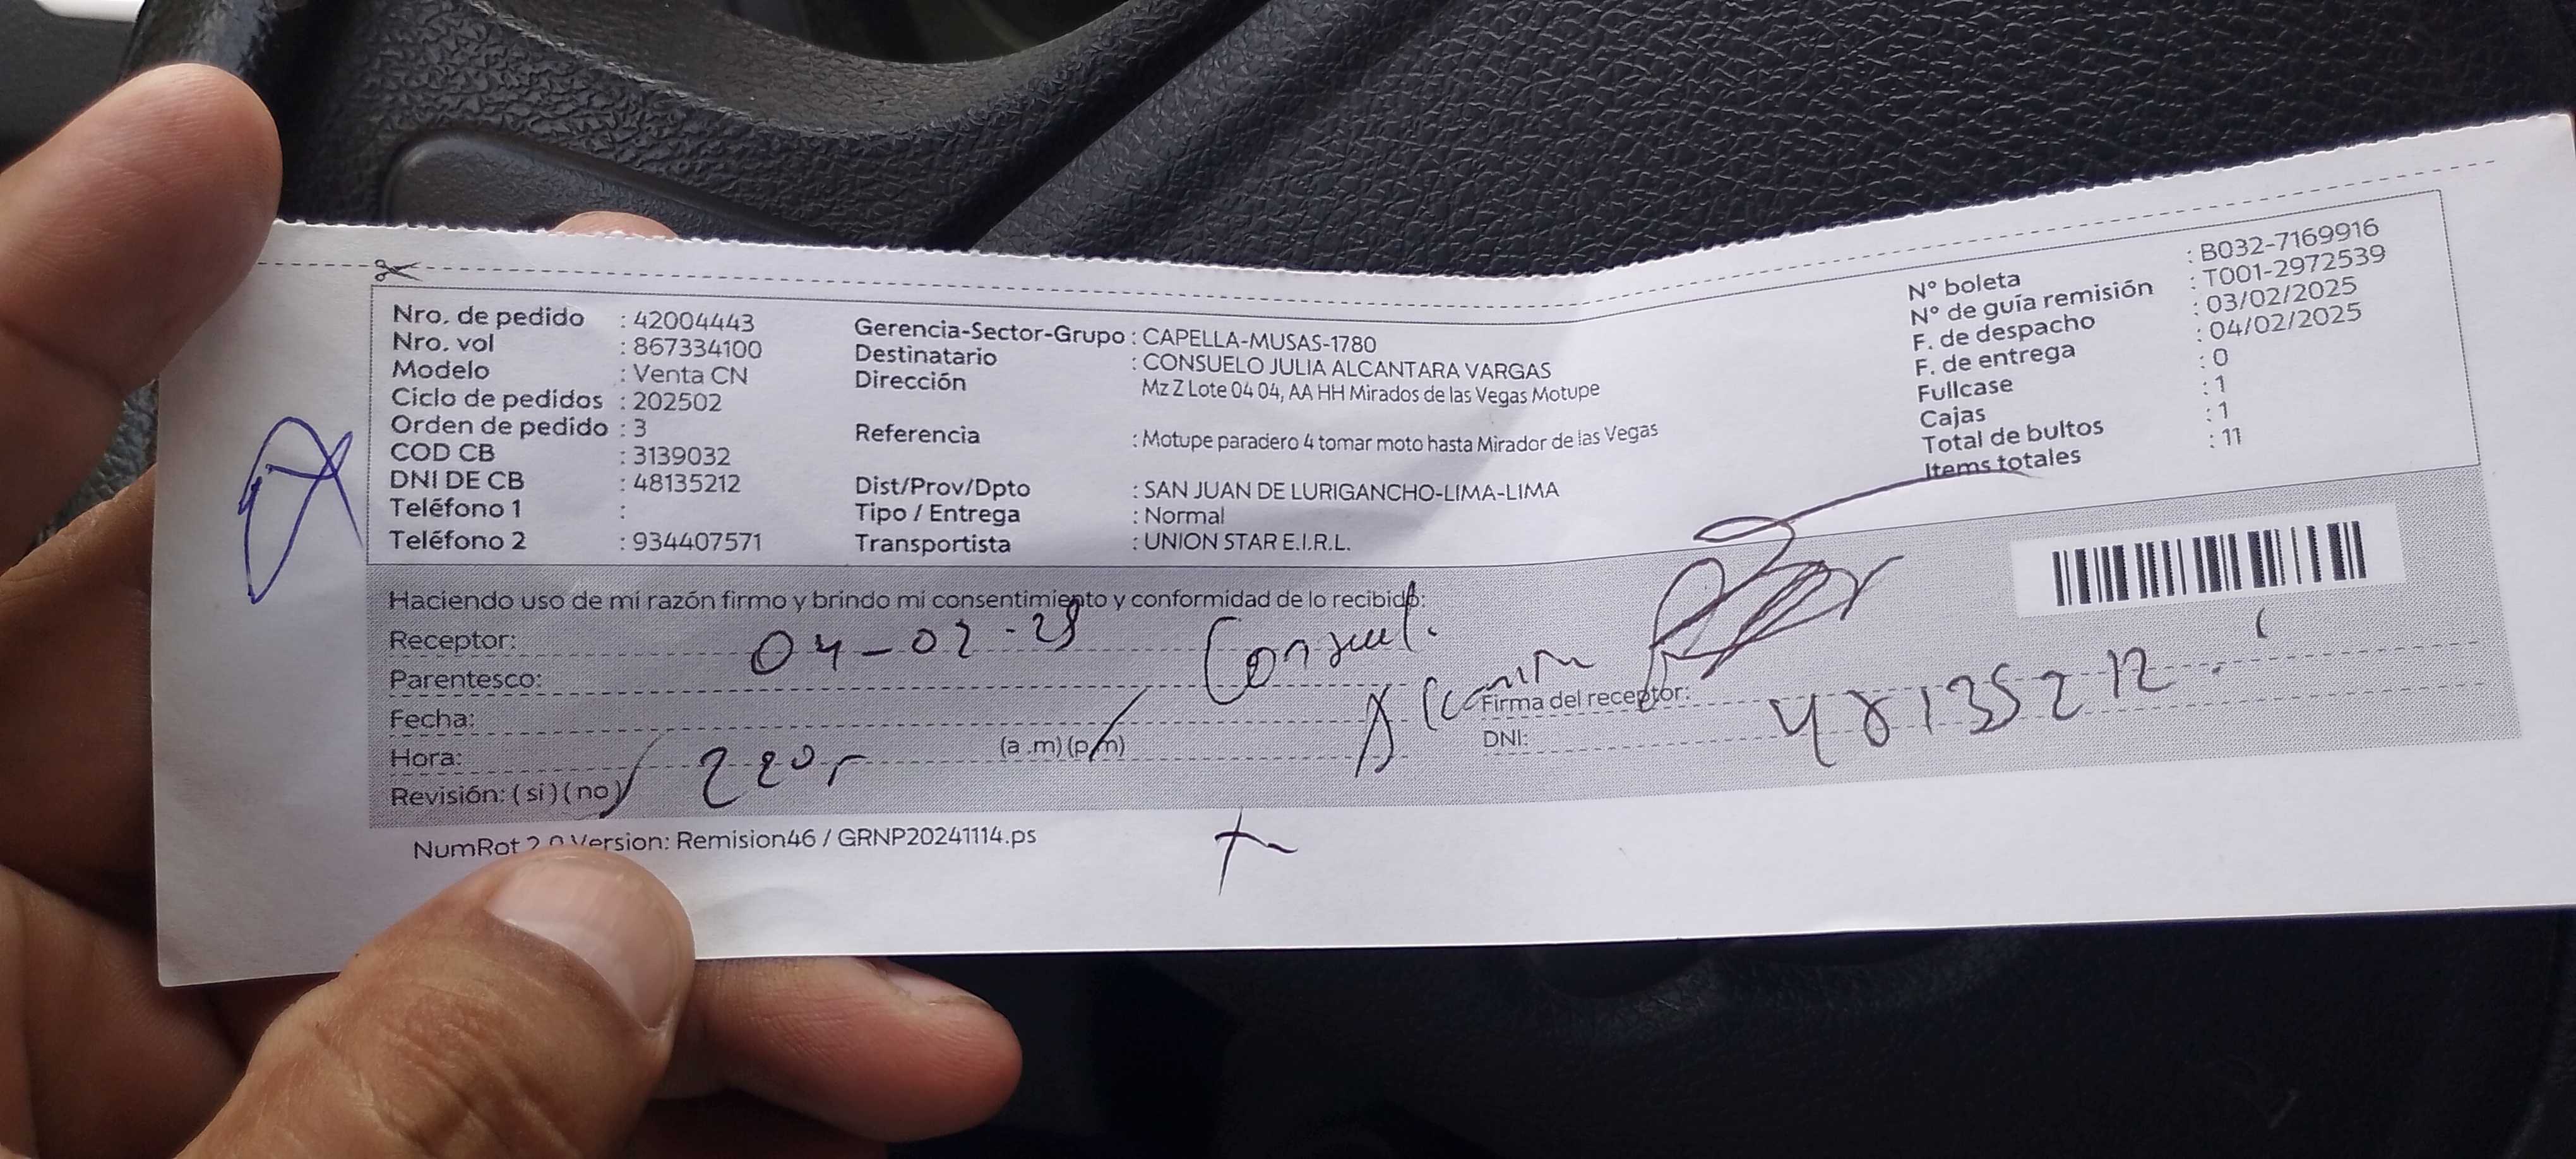 Nro. de pedido : 42004443
Nro. vol : 867334100
Modelo : Venta CN
Ciclo de pedidos : 202502
Orden de pedido : 3
COD CB : 3139032
DNI DE CB : 48135212
Teléfono 1 :
Teléfono 2 : 934407571
Gerencia-Sector-Grupo : CAPELLA-MUSAS-1780
Destinatario : CONSUELO JULIA ALCANTARA VARGAS
Dirección Mz Z Lote 04 04, AA HH Mirados de las Vegas Motupe
Referencia : Motupe paradero 4 tomar moto hasta Mirador de las Vegas
Dist/Prov/Dpto : SAN JUAN DE LURIGANCHO-LIMA-LIMA
Tipo / Entrega : Normal
Transportista : UNION STAR E.I.R.L.
N° boleta : B032-7169916
N° de guía remisión : T001-2972539
F. de despacho : 03/02/2025
F. de entrega : 04/02/2025
Fullcase : 0
Cajas : 1
Total de bultos : 1
Items totales : 11
Haciendo uso de mi razón firmo y brindo mi consentimiento y conformidad de lo recibido:
Receptor: 04-02-25
Parentesco:
Fecha:
Hora: 220 (a .m) (p.m)
Revisión: ( si ) ( no )
Firma del receptor:
DNI: 48135212.
NumRot 2.0 Version: Remision46 / GRNP20241114.ps